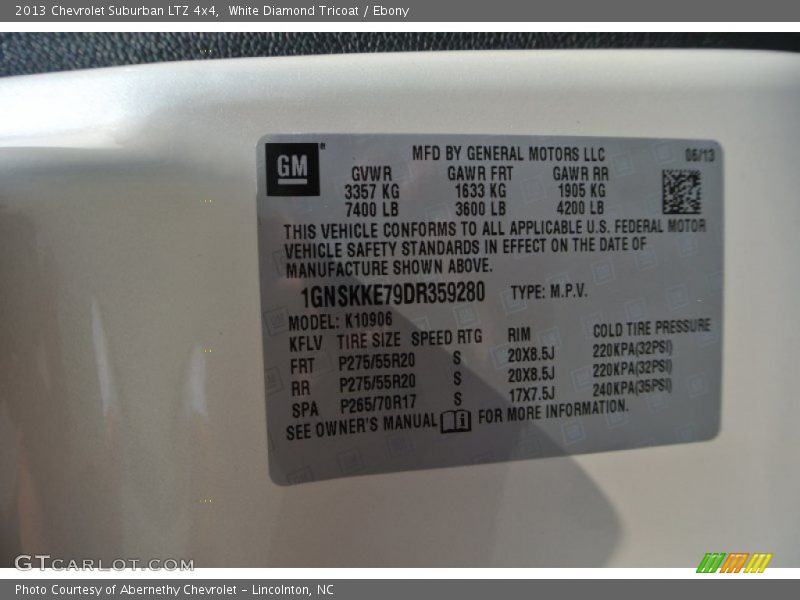 2013 Chevrolet Suburban LTZ 4x4, White Diamond Tricoat / Ebony
GM
MFD BY GENERAL MOTORS LLC 06/13
GVWR GAWR FRT GAWR RR
3357 KG 1633 KG 1905 KG
7400 LB 3600 LB 4200 LB
THIS VEHICLE CONFORMS TO ALL APPLICABLE U.S. FEDERAL MOTOR
VEHICLE SAFETY STANDARDS IN EFFECT ON THE DATE OF
MANUFACTURE SHOWN ABOVE.
1GNSKKE79DR359280 TYPE: M.P.V.
MODEL: K10906
KFLV TIRE SIZE SPEED RTG RIM COLD TIRE PRESSURE
FRT P275/55R20 S 20X8.5J 220KPA(32PSI)
RR P275/55R20 S 20X8.5J 220KPA(32PSI)
SPA P265/70R17 S 17X7.5J 240KPA(35PSI)
SEE OWNER'S MANUAL FOR MORE INFORMATION.
GTCARLOT.COM
Photo Courtesy of Abernethy Chevrolet - Lincolnton, NC